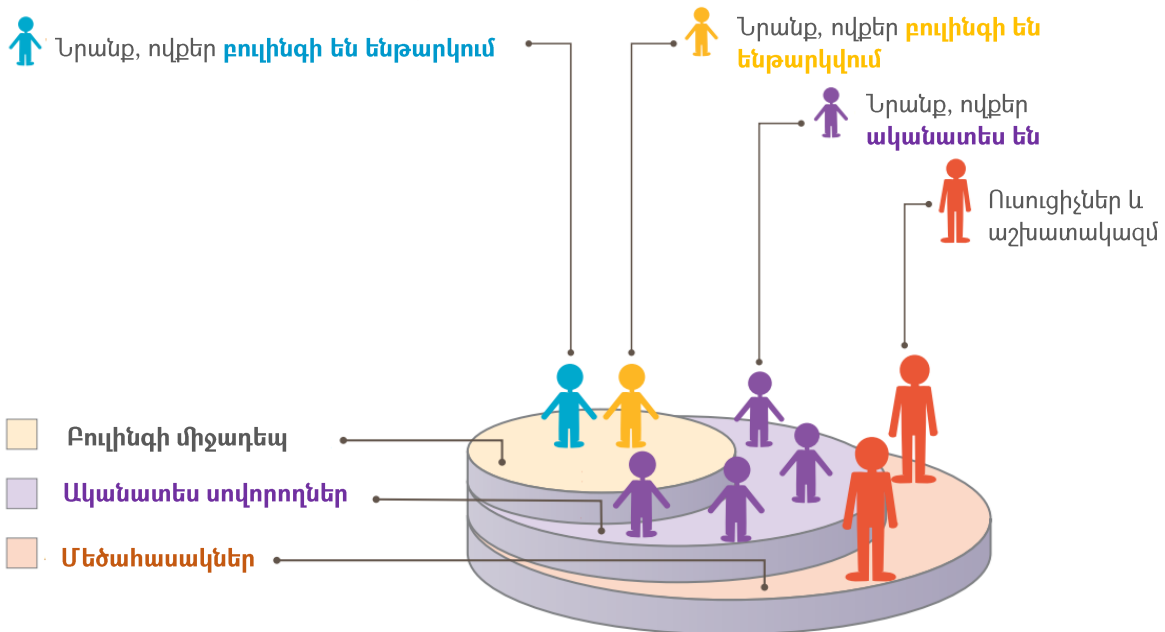 Նրանք, ովքեր բուլինգի են ենթարկում
Նրանք, ովքեր բուլինգի են
ենթարկվում
Նրանք, ովքեր
ականատես են
Ուսուցիչներ և
աշխատակազմ
Բուլինգի միջադեպ
Ականատես սովորողներ
Մեծահասակներ